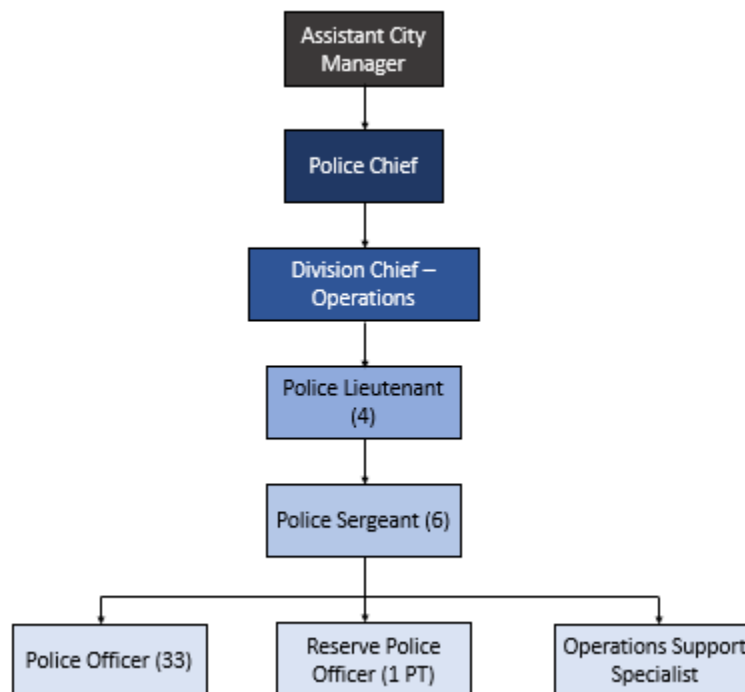 Assistant City
Manager
Police Chief
Division Chief –
Operations
Police Lieutenant
(4)
Police Sergeant (6)
Police Officer (33)
Reserve Police
Officer (1 PT)
Operations Support
Specialist